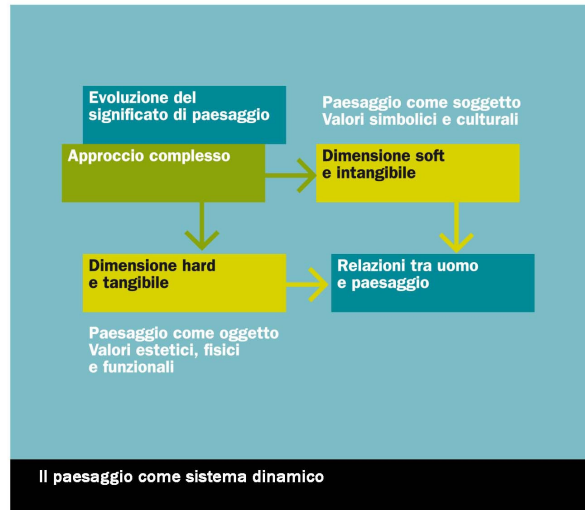 Evoluzione del
significato di paesaggio
Paesaggio come soggetto
Valori simbolici e culturali
Approccio complesso
Dimensione soft
e intangibile
Dimensione hard
e tangibile
Relazioni tra uomo
e paesaggio
Paesaggio come oggetto
Valori estetici, fisici
e funzionali
Il paesaggio come sistema dinamico